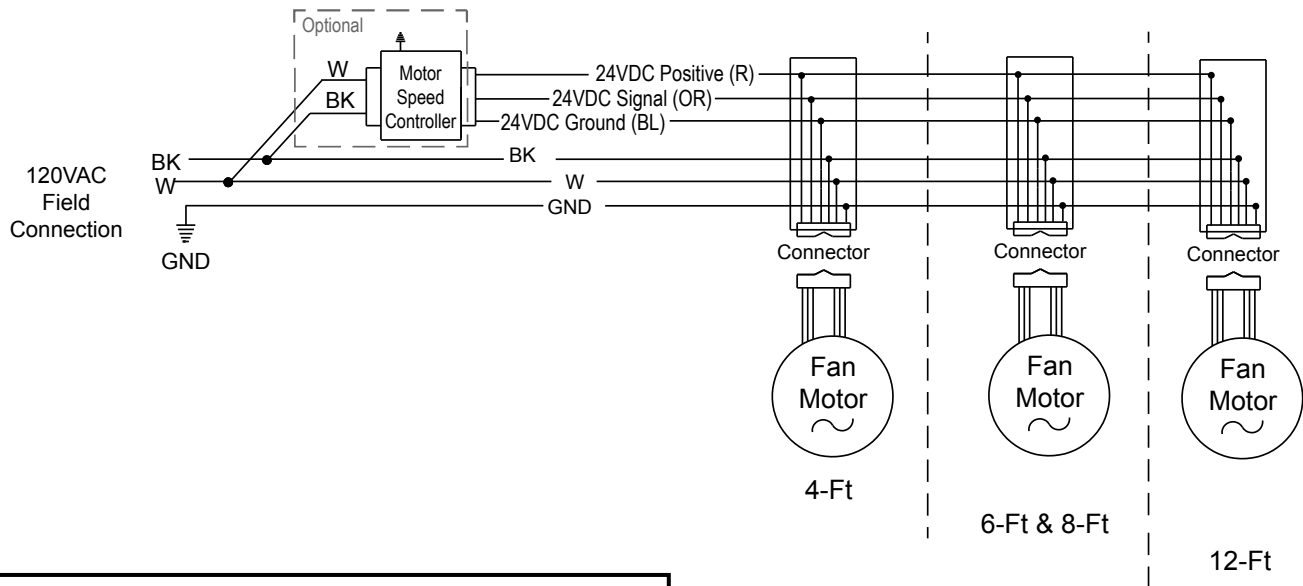 Optional
W
BK
Motor
Speed
Controller
24VDC Positive (R)
24VDC Signal (OR)
24VDC Ground (BL)
120VAC
Field
Connection
BK
W
GND
BK
W
GND
Connector
Connector
Connector
Fan
Motor
Fan
Motor
Fan
Motor
4-Ft
6-Ft & 8-Ft
12-Ft